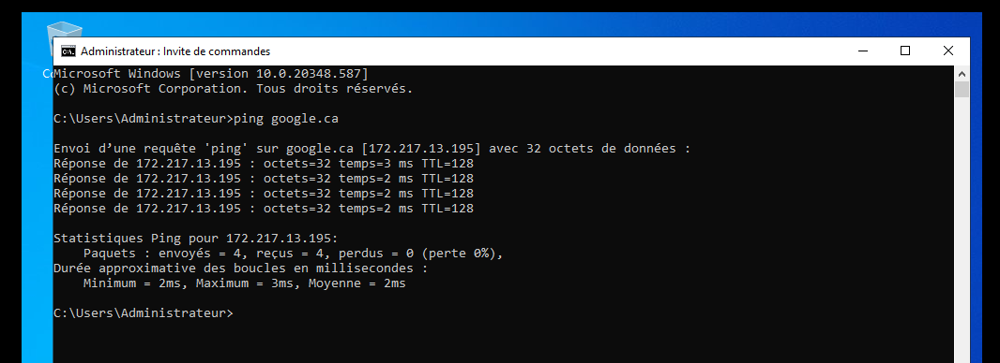 Administrateur : Invite de commandes
Microsoft Windows [version 10.0.20348.587]
(c) Microsoft Corporation. Tous droits réservés.
C:\Users\Administrateur>ping google.ca
Envoi d’une requête 'ping' sur google.ca [172.217.13.195] avec 32 octets de données :
Réponse de 172.217.13.195 : octets=32 temps=3 ms TTL=128
Réponse de 172.217.13.195 : octets=32 temps=2 ms TTL=128
Réponse de 172.217.13.195 : octets=32 temps=2 ms TTL=128
Réponse de 172.217.13.195 : octets=32 temps=2 ms TTL=128
Statistiques Ping pour 172.217.13.195:
    Paquets : envoyés = 4, reçus = 4, perdus = 0 (perte 0%),
Durée approximative des boucles en millisecondes :
    Minimum = 2ms, Maximum = 3ms, Moyenne = 2ms
C:\Users\Administrateur>